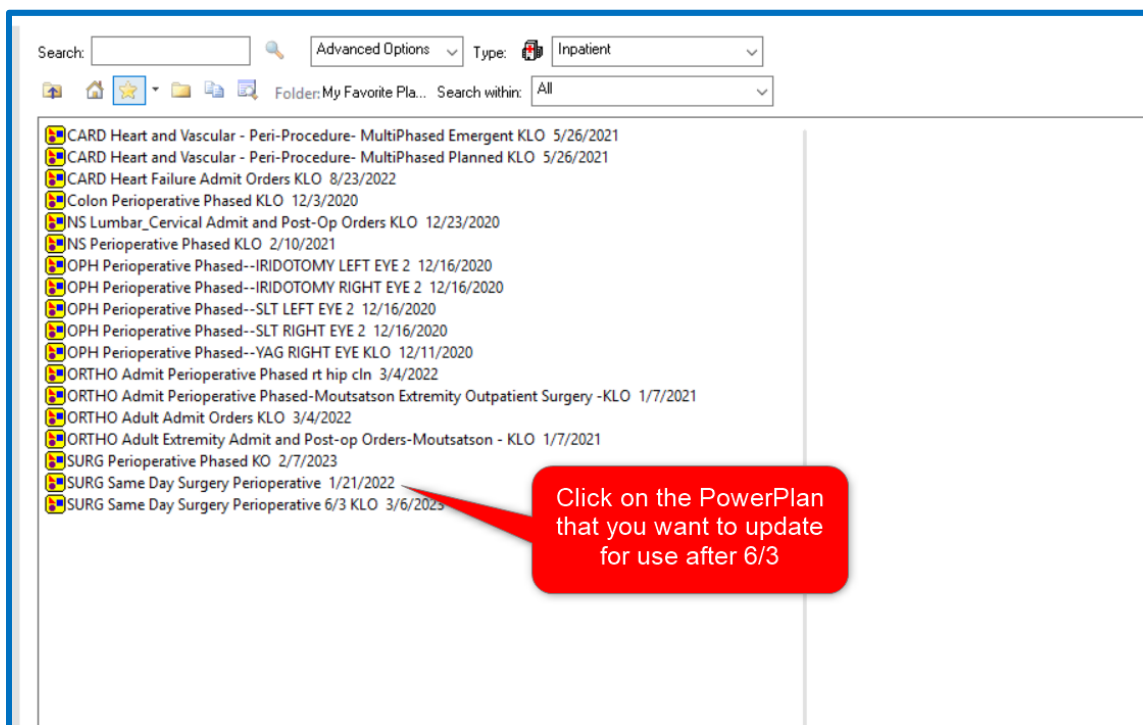 Search: Advanced Options Type: Inpatient
Folder: My Favorite Pla... Search within: All
CARD Heart and Vascular - Peri-Procedure- MultiPhased Emergent KLO 5/26/2021
CARD Heart and Vascular - Peri-Procedure- MultiPhased Planned KLO 5/26/2021
CARD Heart Failure Admit Orders KLO 8/23/2022
Colon Perioperative Phased KLO 12/3/2020
NS Lumbar_Cervical Admit and Post-Op Orders KLO 12/23/2020
NS Perioperative Phased KLO 2/10/2021
OPH Perioperative Phased--IRIDOTOMY LEFT EYE 2 12/16/2020
OPH Perioperative Phased--IRIDOTOMY RIGHT EYE 2 12/16/2020
OPH Perioperative Phased--SLT LEFT EYE 2 12/16/2020
OPH Perioperative Phased--SLT RIGHT EYE 2 12/16/2020
OPH Perioperative Phased--YAG RIGHT EYE KLO 12/11/2020
ORTHO Admit Perioperative Phased rt hip cln 3/4/2022
ORTHO Admit Perioperative Phased-Moutsatson Extremity Outpatient Surgery -KLO 1/7/2021
ORTHO Adult Admit Orders KLO 3/4/2022
ORTHO Adult Extremity Admit and Post-op Orders-Moutsatson - KLO 1/7/2021
SURG Perioperative Phased KO 2/7/2023
SURG Same Day Surgery Perioperative 1/21/2022
SURG Same Day Surgery Perioperative 6/3 KLO 3/6/2023
Click on the PowerPlan
that you want to update
for use after 6/3